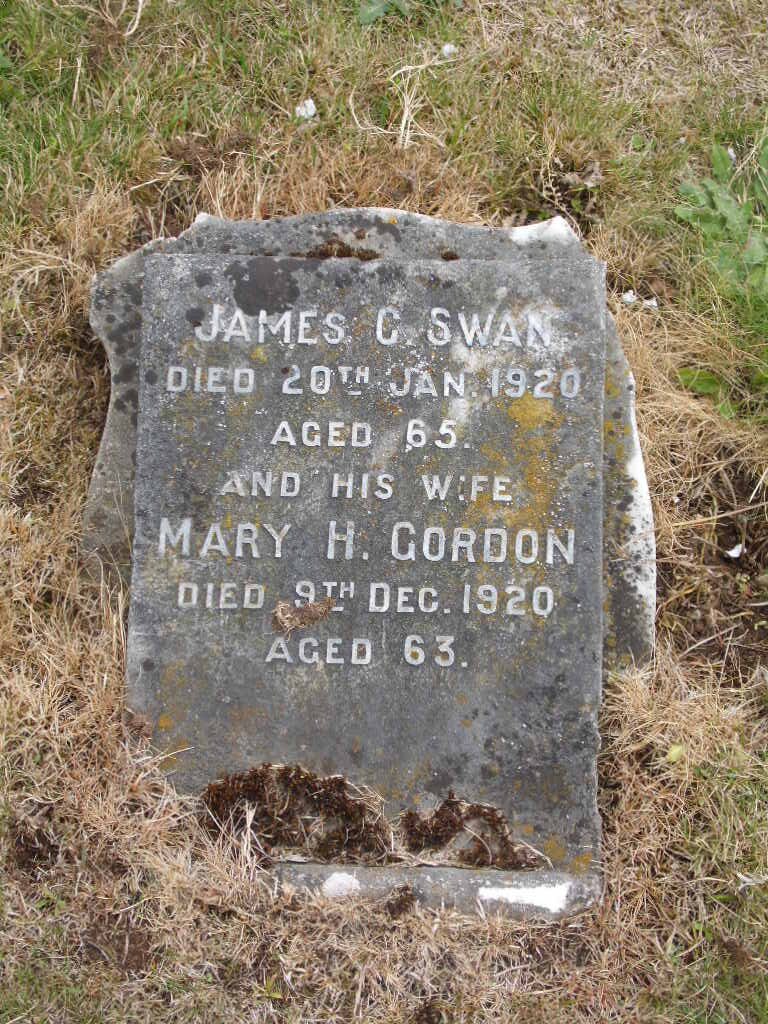 JAMES C. SWAN
DIED 20TH JAN. 1920
AGED 65.
AND HIS WIFE
MARY H. GORDON
DIED 9TH DEC. 1920
AGED 63.